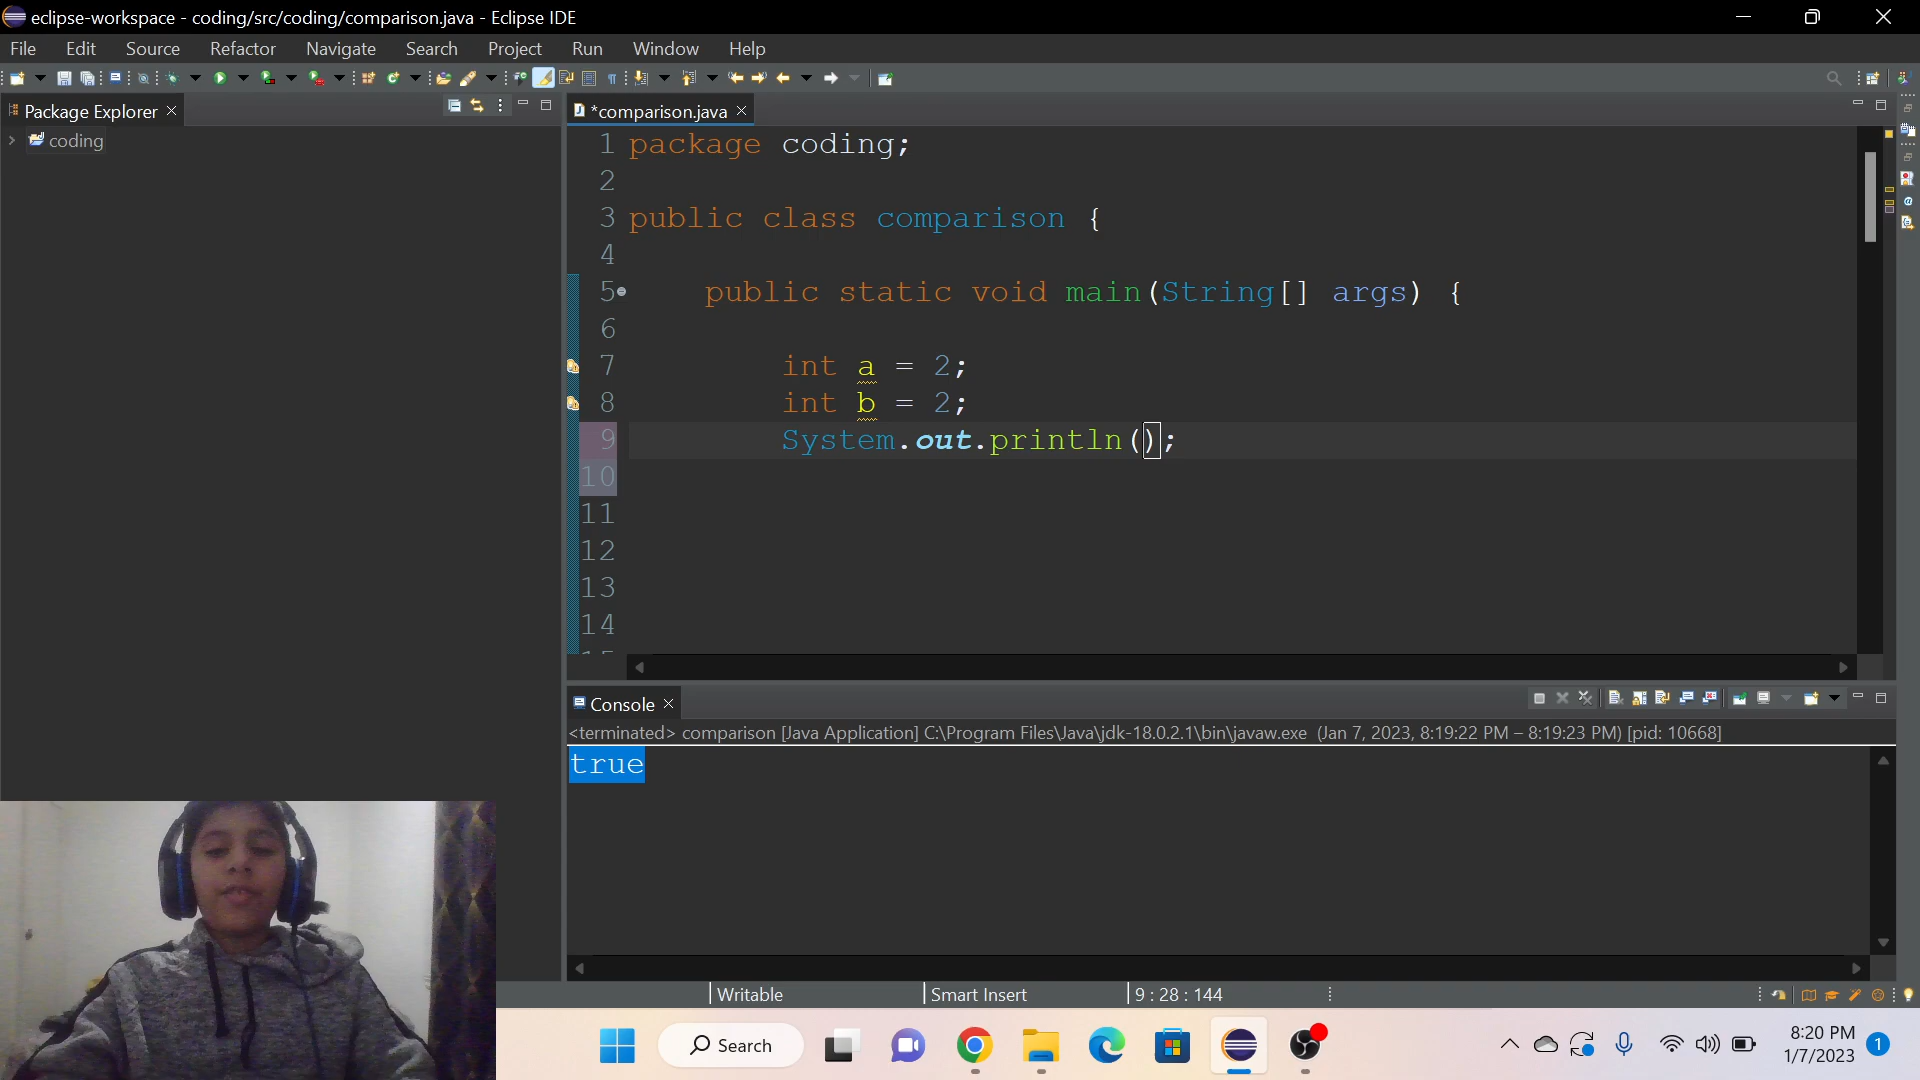 eclipse-workspace - coding/src/coding/comparison.java - Eclipse IDE
File Edit Source Refactor Navigate Search Project Run Window Help
Package Explorer
coding
*comparison.java
1 package coding;
2
3 public class comparison {
4
5 public static void main(String[] args) {
6
7 int a = 2;
8 int b = 2;
9 System.out.println();
10
11
12
13
14
Console
<terminated> comparison [Java Application] C:\Program Files\Java\jdk-18.0.2.1\bin\javaw.exe (Jan 7, 2023, 8:19:22 PM – 8:19:23 PM) [pid: 10668]
true
Writable Smart Insert 9 : 28 : 144
Search
8:20 PM
1/7/2023
1